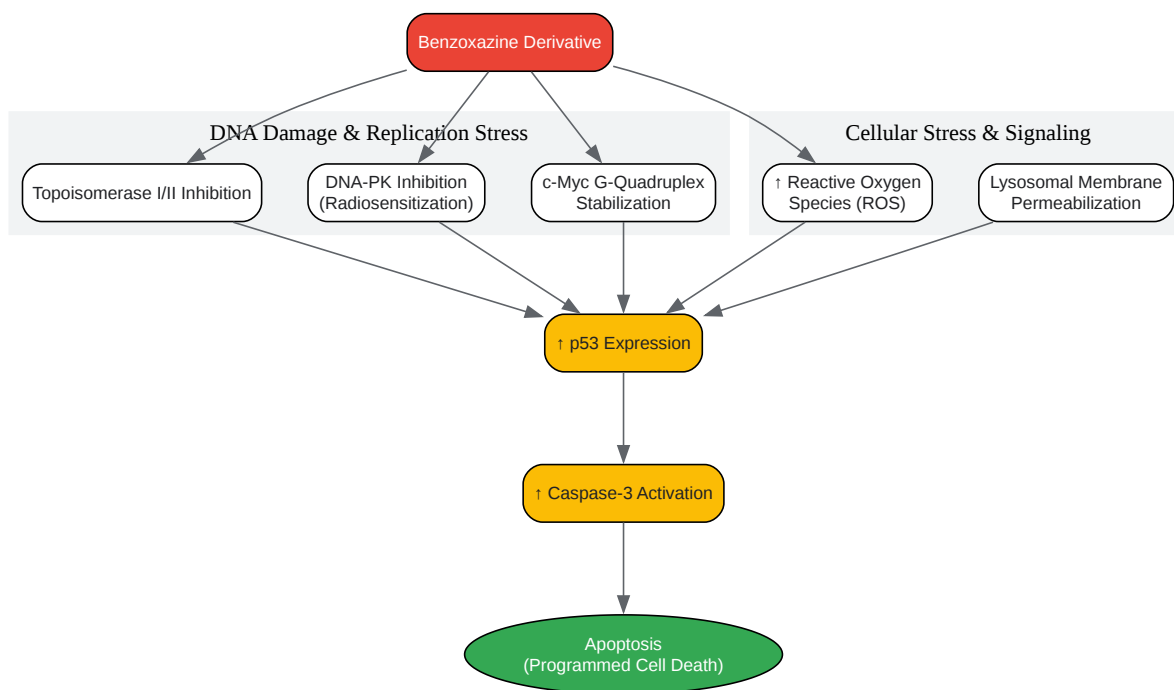 Benzoxazine Derivative
DNA Damage & Replication Stress
Cellular Stress & Signaling
Topoisomerase I/II Inhibition
DNA-PK Inhibition
(Radiosensitization)
c-Myc G-Quadruplex
Stabilization
↑ Reactive Oxygen
Species (ROS)
Lysosomal Membrane
Permeabilization
↑ p53 Expression
↑ Caspase-3 Activation
Apoptosis
(Programmed Cell Death)